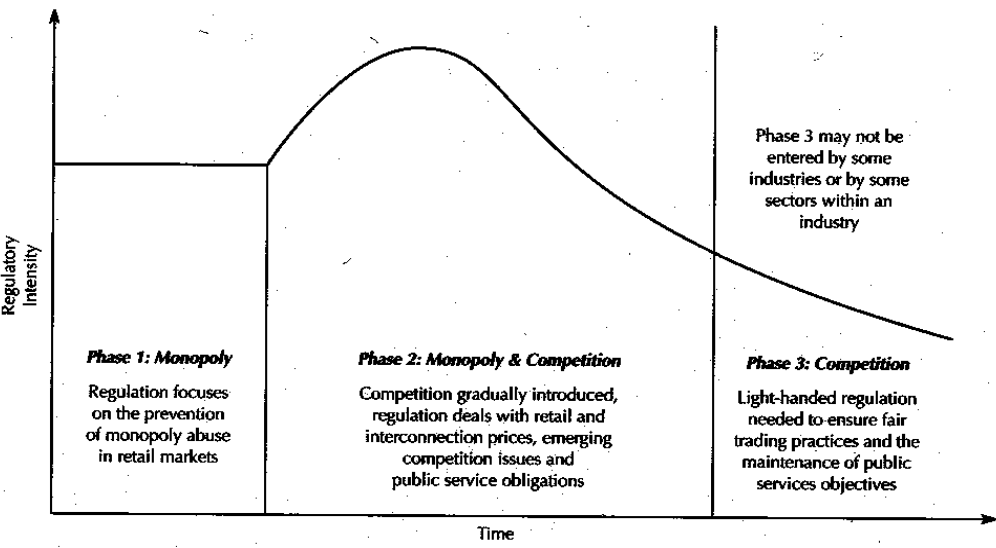 Regulatory
Intensity
Phase 1: Monopoly
Regulation focuses
on the prevention
of monopoly abuse
in retail markets
Phase 2: Monopoly & Competition
Competition gradually introduced,
regulation deals with retail and
interconnection prices, emerging
competition issues and
public service obligations
Phase 3 may not be
entered by some
industries or by some
sectors within an
industry
Phase 3: Competition
Light-handed regulation
needed to ensure fair
trading practices and the
maintenance of public
services objectives
Time